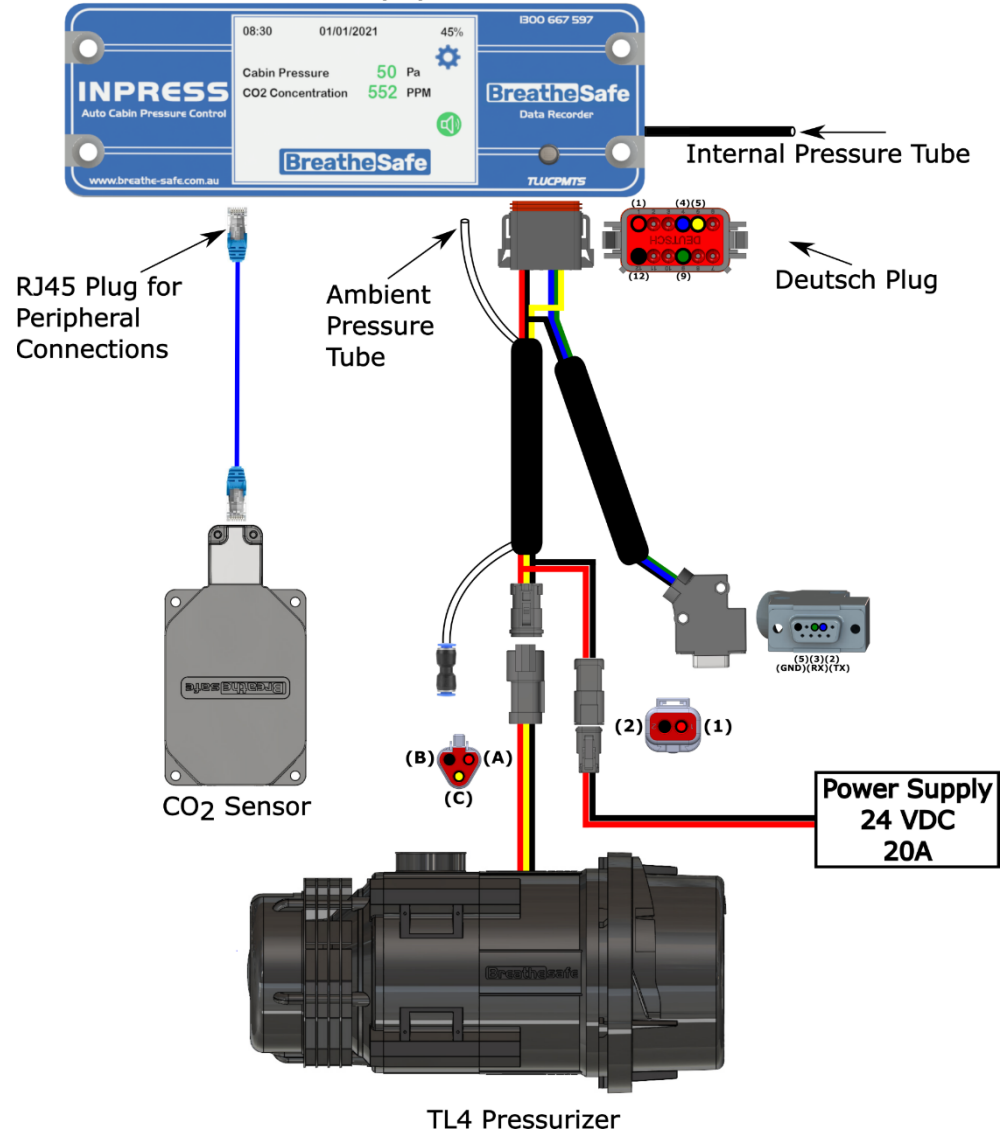 1300 667 597
08:30 01/01/2021 45%
Cabin Pressure 50 Pa
CO2 Concentration 552 PPM
INPRESS
Auto Cabin Pressure Control
BreatheSafe
Data Recorder
BreatheSafe
www.breathe-safe.com.au
TLUCPMTS
Internal Pressure Tube
(1) (4)(5)
DEUTSCH
(12) (9)
Deutsch Plug
RJ45 Plug for
Peripheral
Connections
Ambient
Pressure
Tube
(5)(3)(2)
(GND)(RX)(TX)
Breathesafe
CO2 Sensor
(2) (1)
(B) (A)
(C)
Power Supply
24 VDC
20A
Breathesafe
TL4 Pressurizer